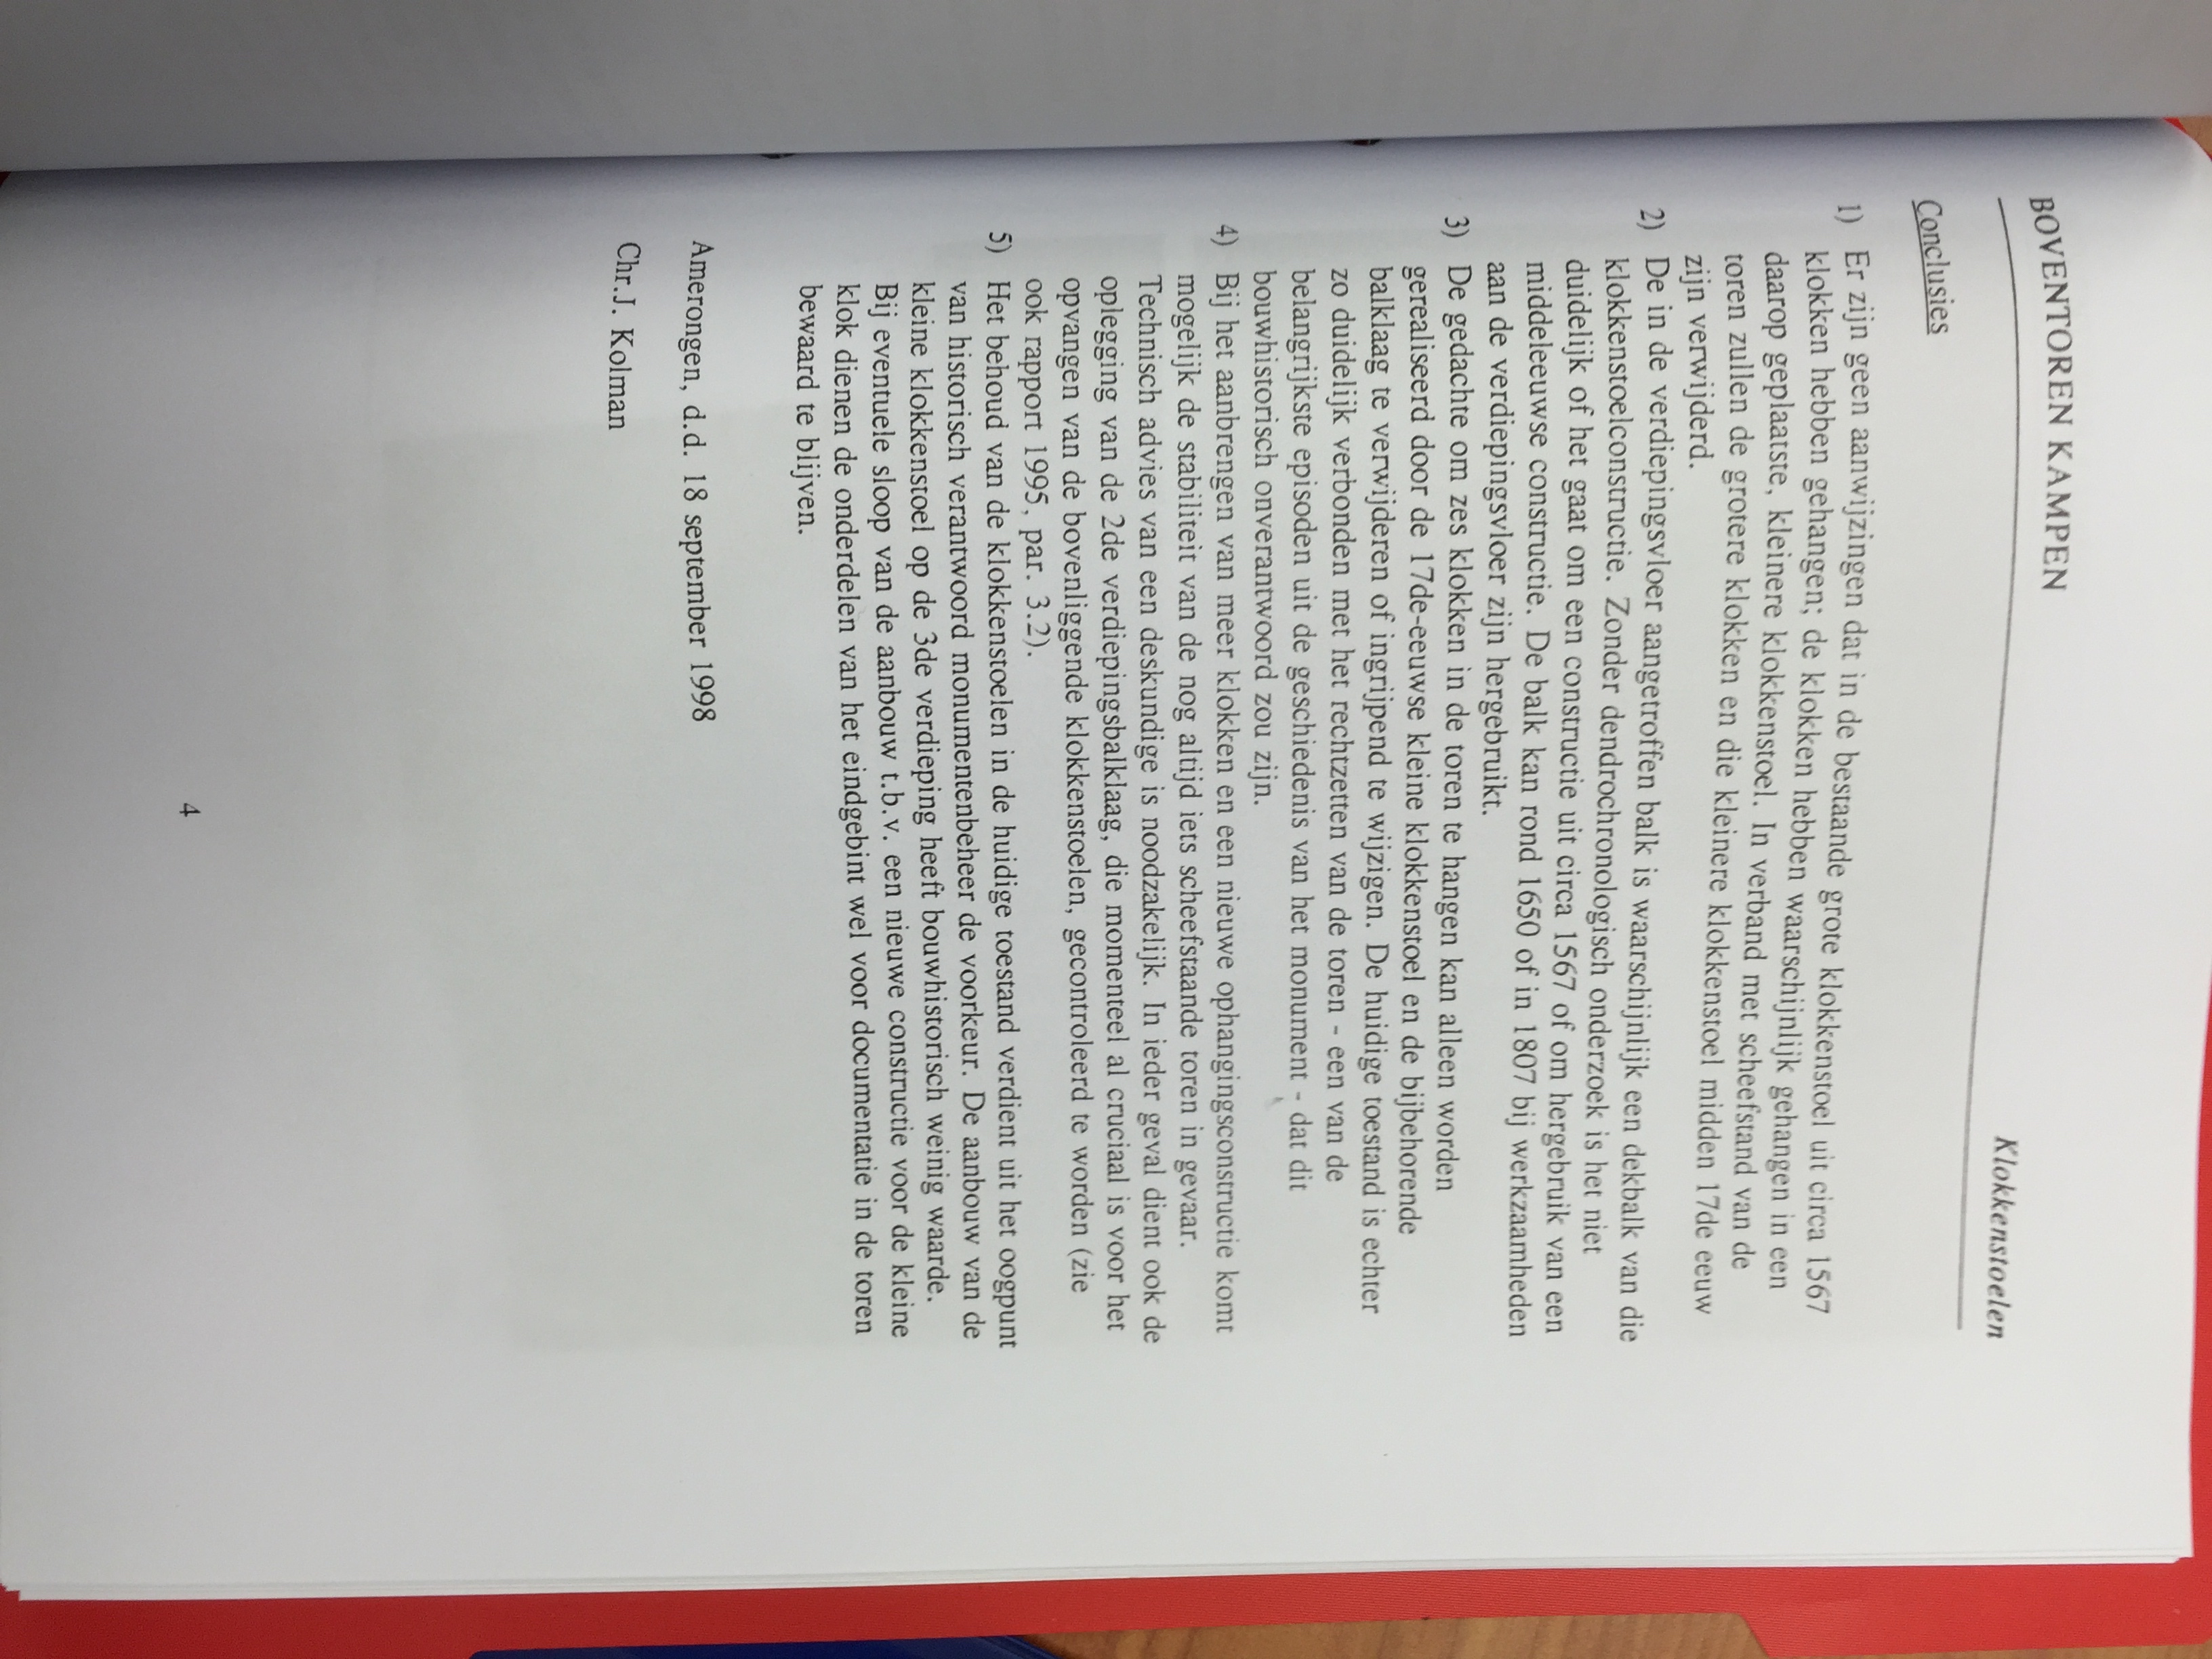 BOVENTOREN KAMPEN
Klokkenstoelen
Conclusies
1) Er zijn geen aanwijzingen dat in de bestaande grote klokkenstoel uit circa 1567
klokken hebben gehangen; de klokken hebben waarschijnlijk gehangen in een
daarop geplaatste, kleinere klokkenstoel. In verband met scheefstand van de
toren zullen de grotere klokken en die kleinere klokkenstoel midden 17de eeuw
zijn verwijderd.
2) De in de verdiepingsvloer aangetroffen balk is waarschijnlijk een dekbalk van die
klokkenstoelconstructie. Zonder dendrochronologisch onderzoek is het niet
duidelijk of het gaat om een constructie uit circa 1567 of om hergebruik van een
middeleeuwse constructie. De balk kan rond 1650 of in 1807 bij werkzaamheden
aan de verdiepingsvloer zijn hergebruikt.
3) De gedachte om zes klokken in de toren te hangen kan alleen worden
gerealiseerd door de 17de-eeuwse kleine klokkenstoel en de bijbehorende
balklaag te verwijderen of ingrijpend te wijzigen. De huidige toestand is echter
zo duidelijk verbonden met het rechtzetten van de toren - een van de
belangrijkste episoden uit de geschiedenis van het monument - dat dit
bouwhistorisch onverantwoord zou zijn.
4) Bij het aanbrengen van meer klokken en een nieuwe ophangingsconstructie komt
mogelijk de stabiliteit van de nog altijd iets scheefstaande toren in gevaar.
Technisch advies van een deskundige is noodzakelijk. In ieder geval dient ook de
oplegging van de 2de verdiepingsbalklaag, die momenteel al cruciaal is voor het
opvangen van de bovenliggende klokkenstoelen, gecontroleerd te worden (zie
ook rapport 1995, par. 3.2).
5) Het behoud van de klokkenstoelen in de huidige toestand verdient uit het oogpunt
van historisch verantwoord monumentenbeheer de voorkeur. De aanbouw van de
kleine klokkenstoel op de 3de verdieping heeft bouwhistorisch weinig waarde.
Bij eventuele sloop van de aanbouw t.b.v. een nieuwe constructie voor de kleine
klok dienen de onderdelen van het eindgebint wel voor documentatie in de toren
bewaard te blijven.
Amerongen, d.d. 18 september 1998
Chr.J. Kolman
4